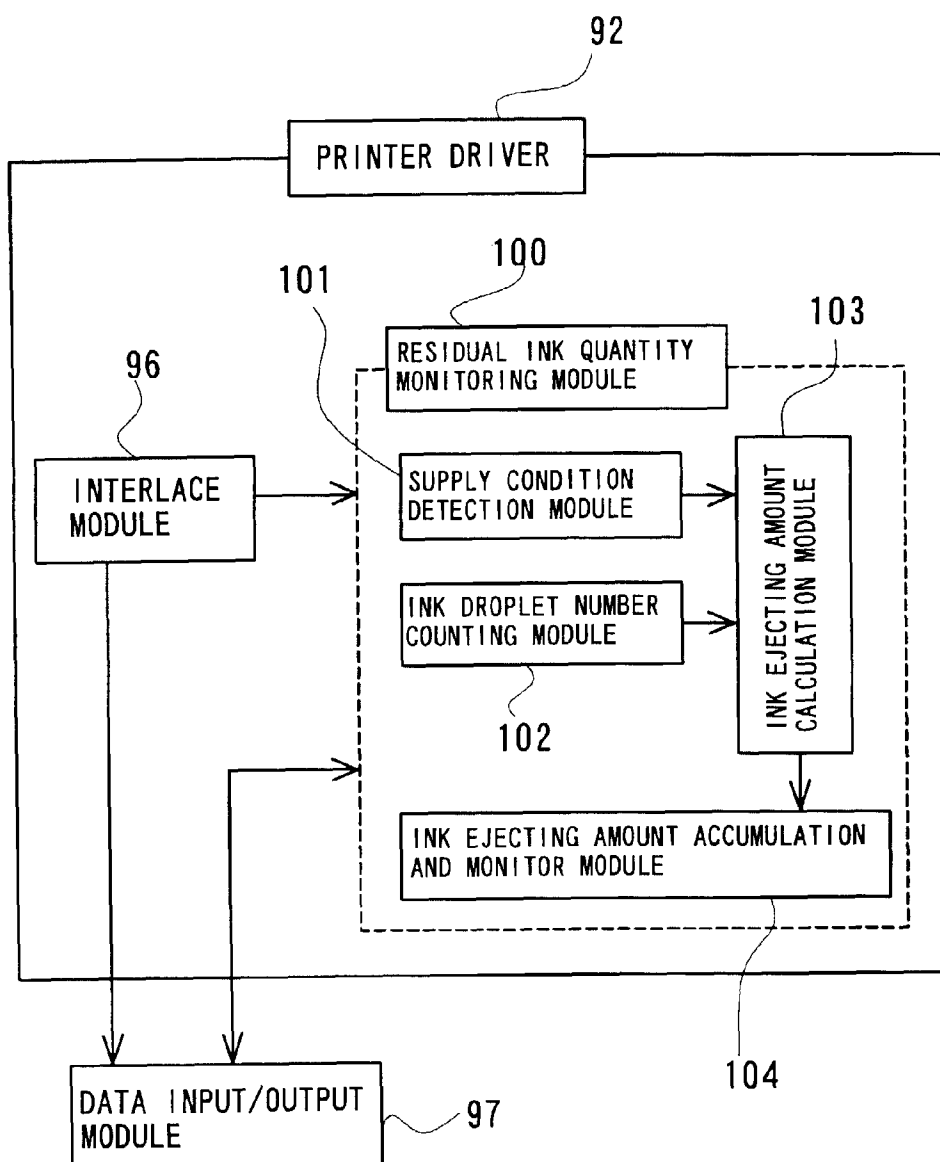 92
PRINTER DRIVER
100
101
103
RESIDUAL INK QUANTITY
MONITORING MODULE
96
INTERLACE
MODULE
SUPPLY CONDITION
DETECTION MODULE
INK EJECTING AMOUNT
CALCULATION MODULE
INK DROPLET NUMBER
COUNTING MODULE
102
INK EJECTING AMOUNT ACCUMULATION
AND MONITOR MODULE
104
DATA INPUT/OUTPUT
MODULE
97